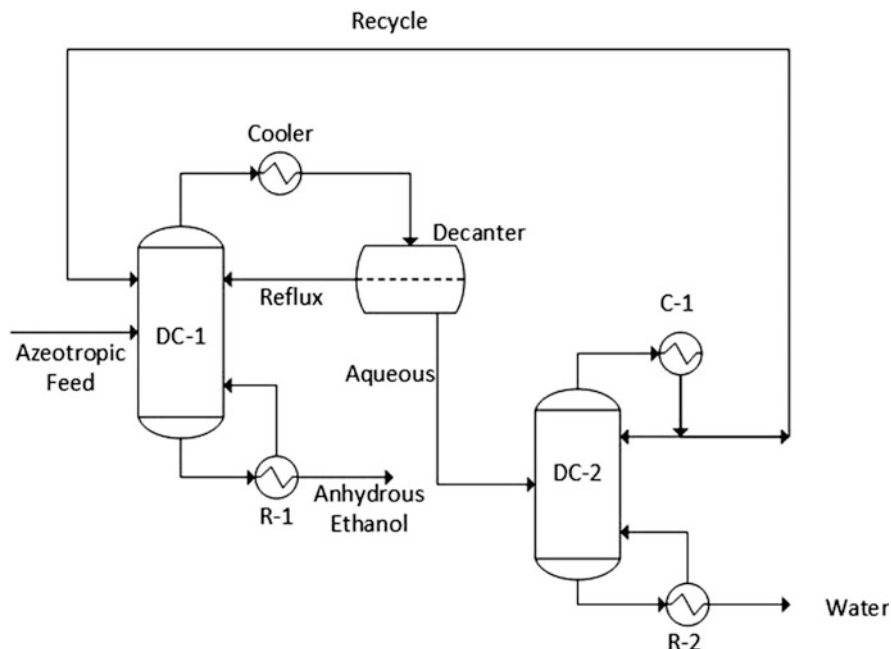 Recycle
Cooler
Decanter
Reflux
DC-1
C-1
Azeotropic
Feed
Aqueous
DC-2
Anhydrous
Ethanol
R-1
Water
R-2